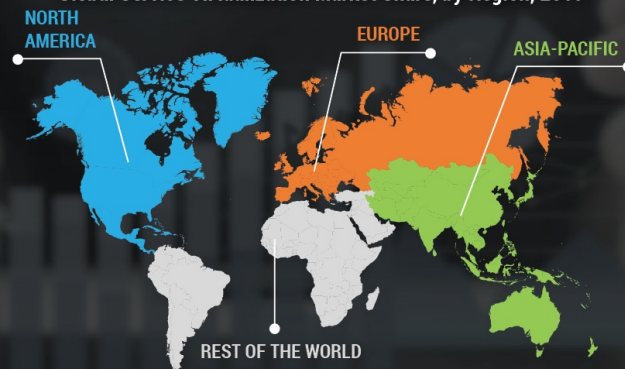 NORTH
AMERICA
EUROPE
ASIA-PACIFIC
REST OF THE WORLD